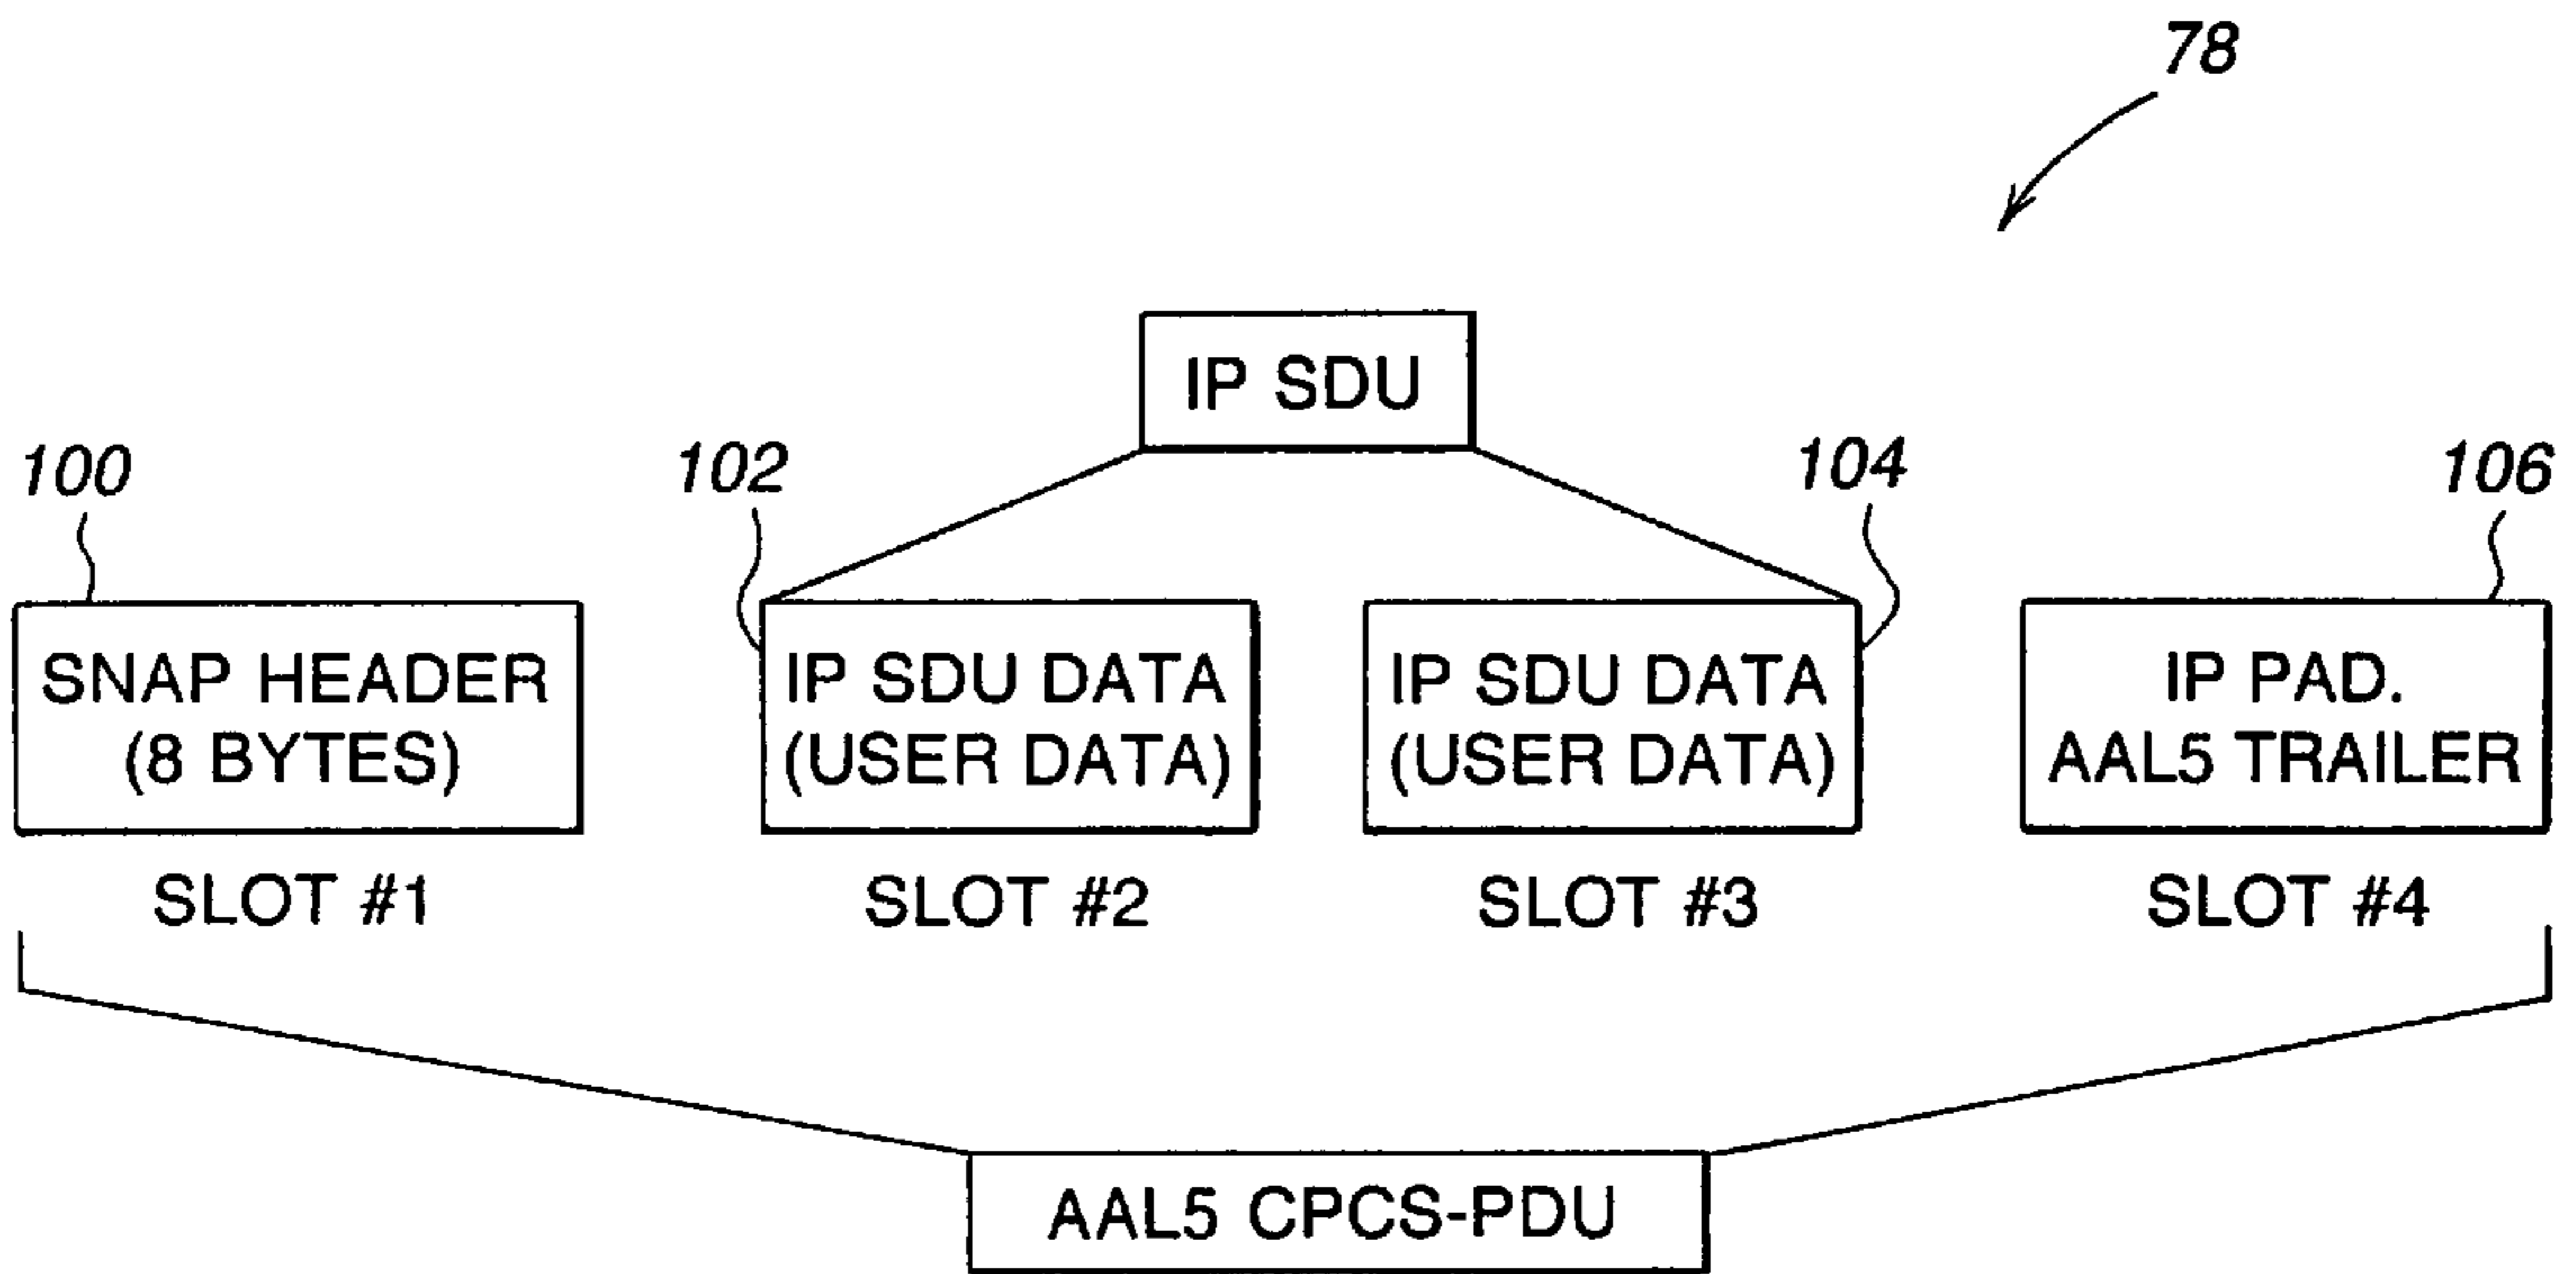 78
IP SDU
100
102
104
106
SNAP HEADER
(8 BYTES)
IP SDU DATA
(USER DATA)
IP SDU DATA
(USER DATA)
IP PAD.
AAL5 TRAILER
SLOT #1
SLOT #2
SLOT #3
SLOT #4
AAL5 CPCS-PDU